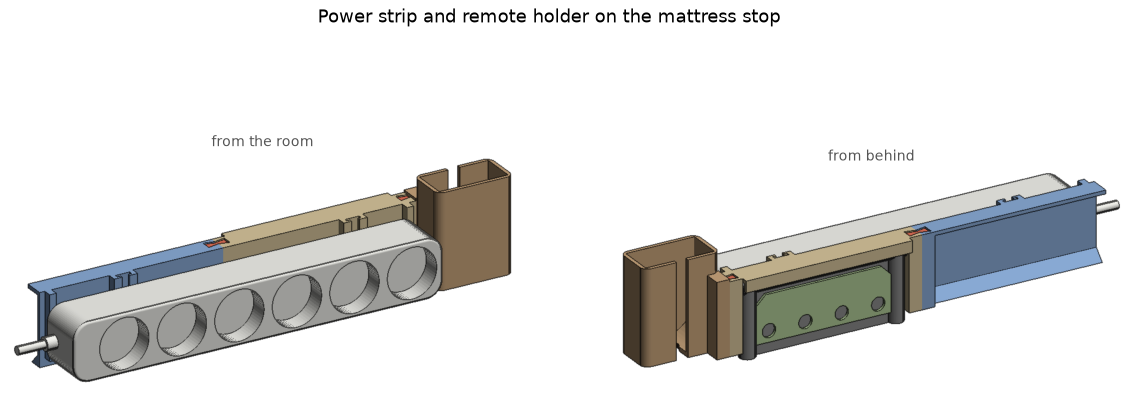 Power strip and remote holder on the mattress stop
from the room
from behind